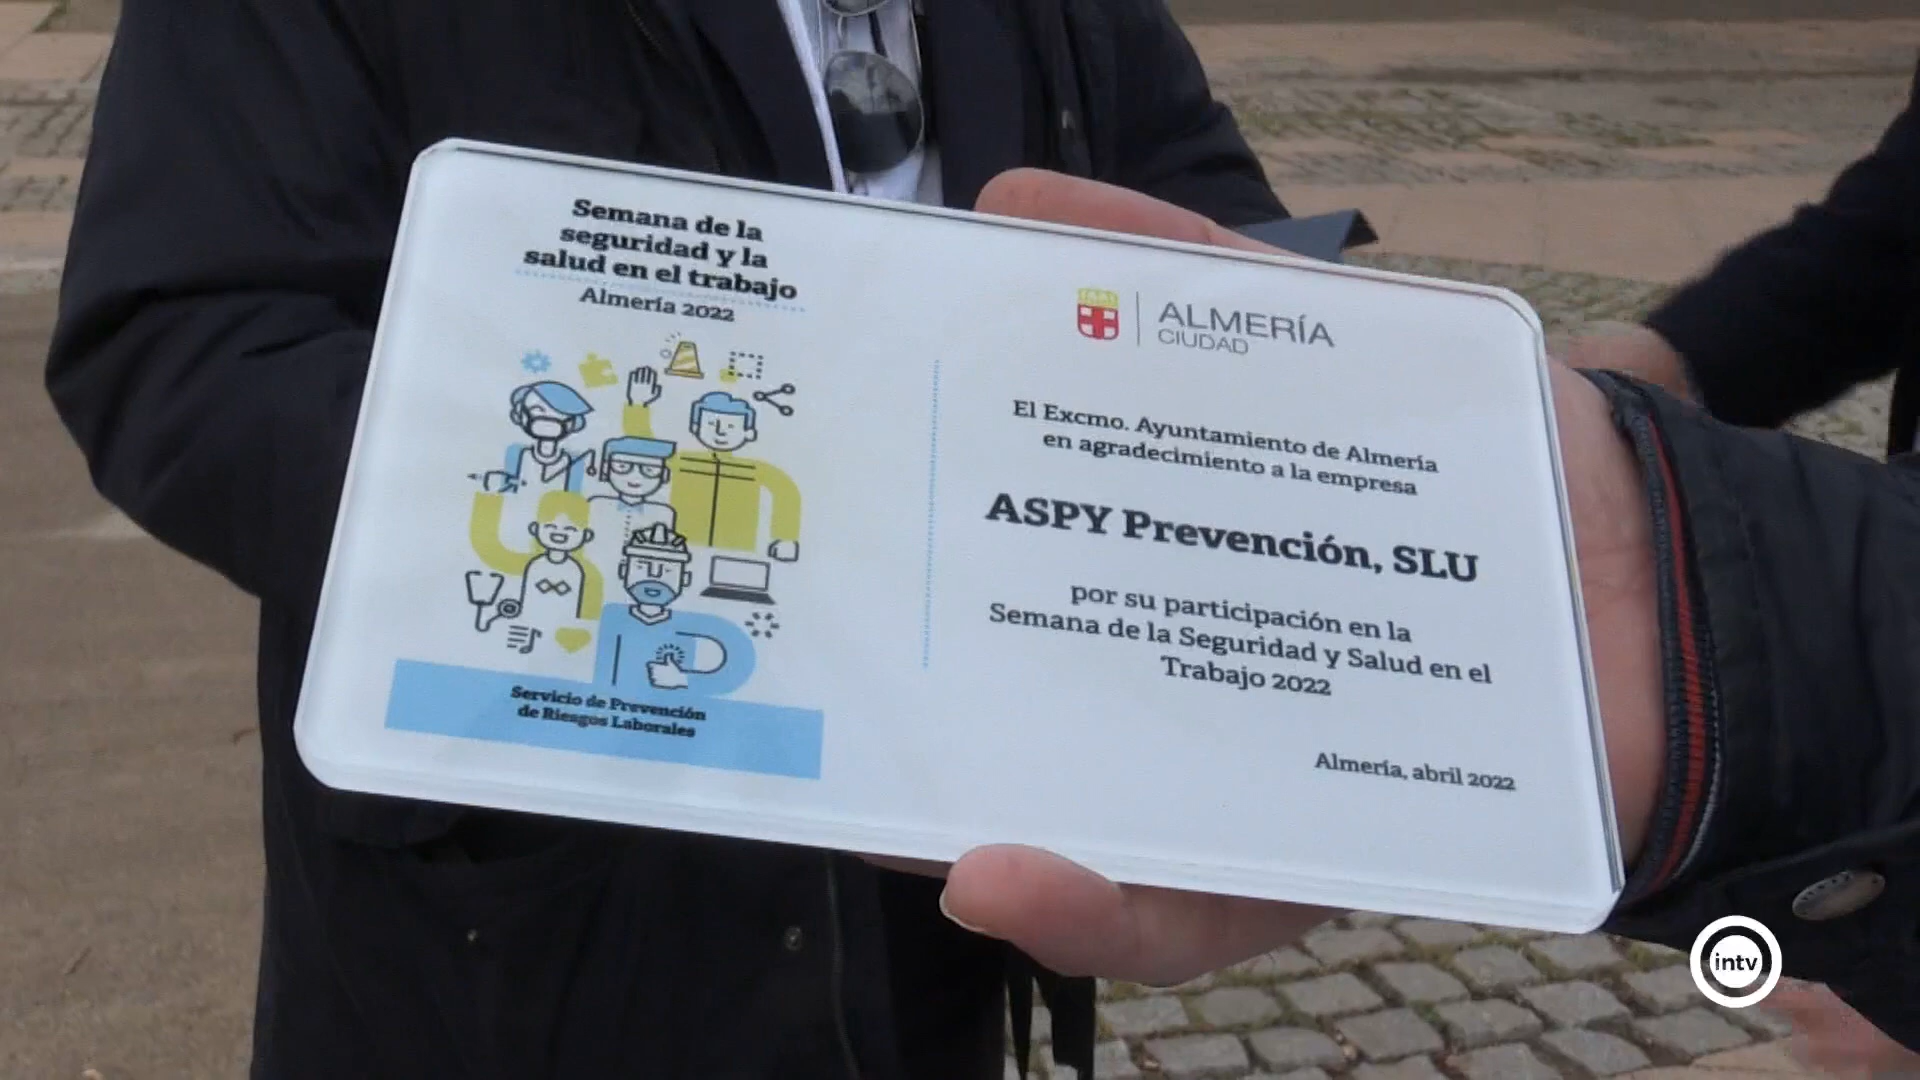 Semana de la
seguridad y la
salud en el trabajo
Almería 2022
Servicio de Prevención
de Riesgos Laborales
ALMERÍA
CIUDAD
El Excmo. Ayuntamiento de Almería
en agradecimiento a la empresa
ASPY Prevención, SLU
por su participación en la
Semana de la Seguridad y Salud en el
Trabajo 2022
Almería, abril 2022
intv